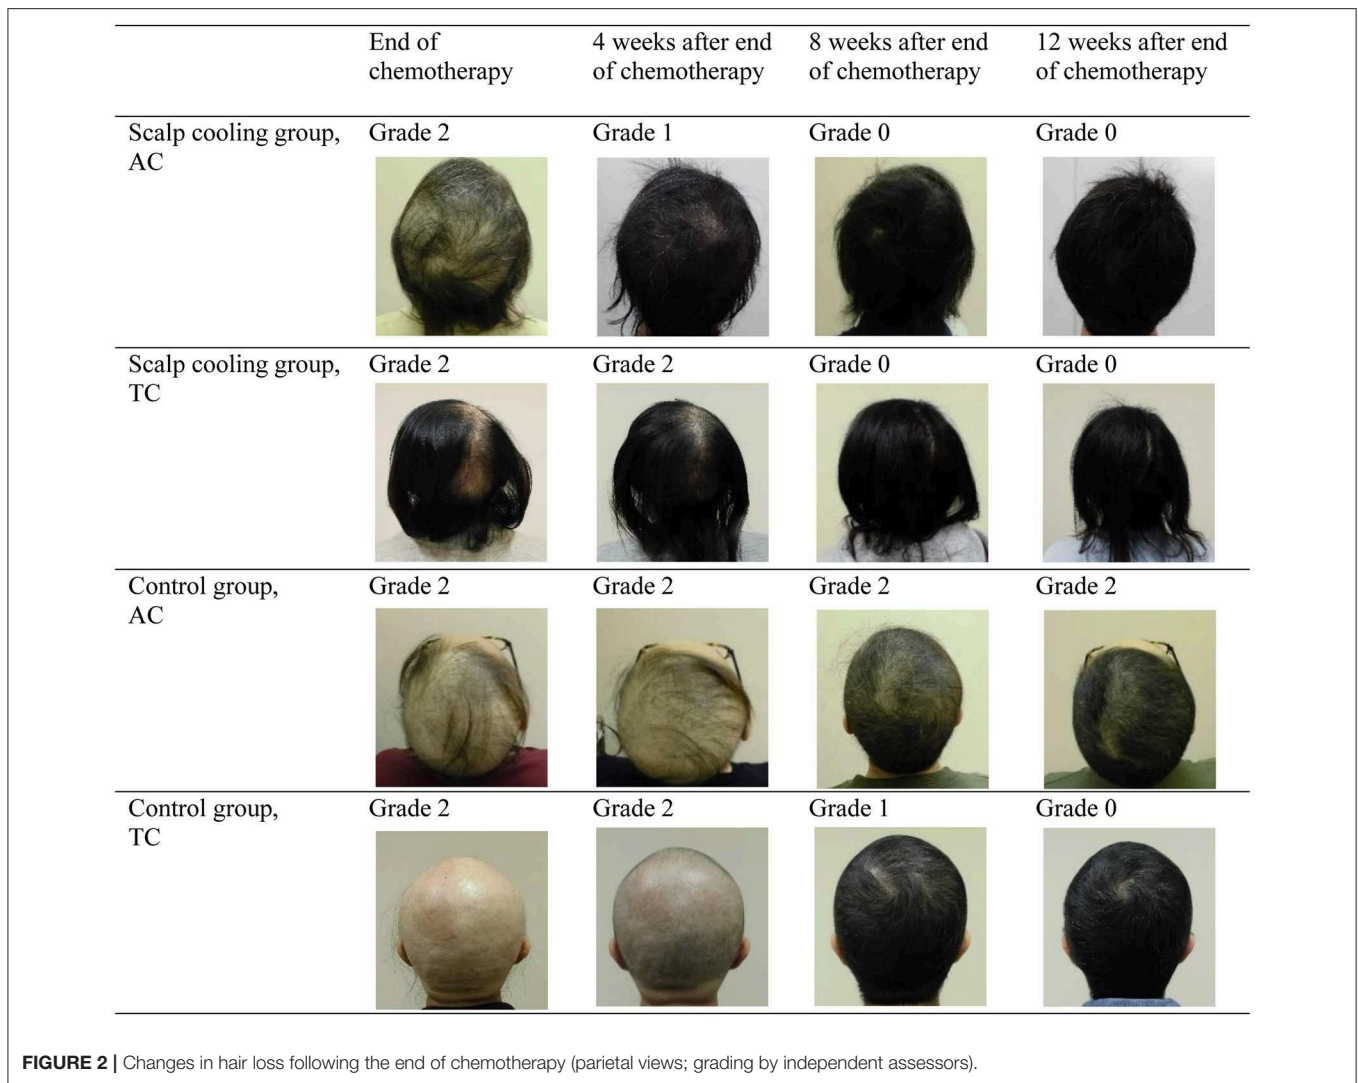 End of
chemotherapy
4 weeks after end
of chemotherapy
8 weeks after end
of chemotherapy
12 weeks after end
of chemotherapy
Scalp cooling group,
AC
Grade 2
Grade 1
Grade 0
Grade 0
Scalp cooling group,
TC
Grade 2
Grade 2
Grade 0
Grade 0
Control group,
AC
Grade 2
Grade 2
Grade 2
Grade 2
Control group,
TC
Grade 2
Grade 2
Grade 1
Grade 0
FIGURE 2 | Changes in hair loss following the end of chemotherapy (parietal views; grading by independent assessors).